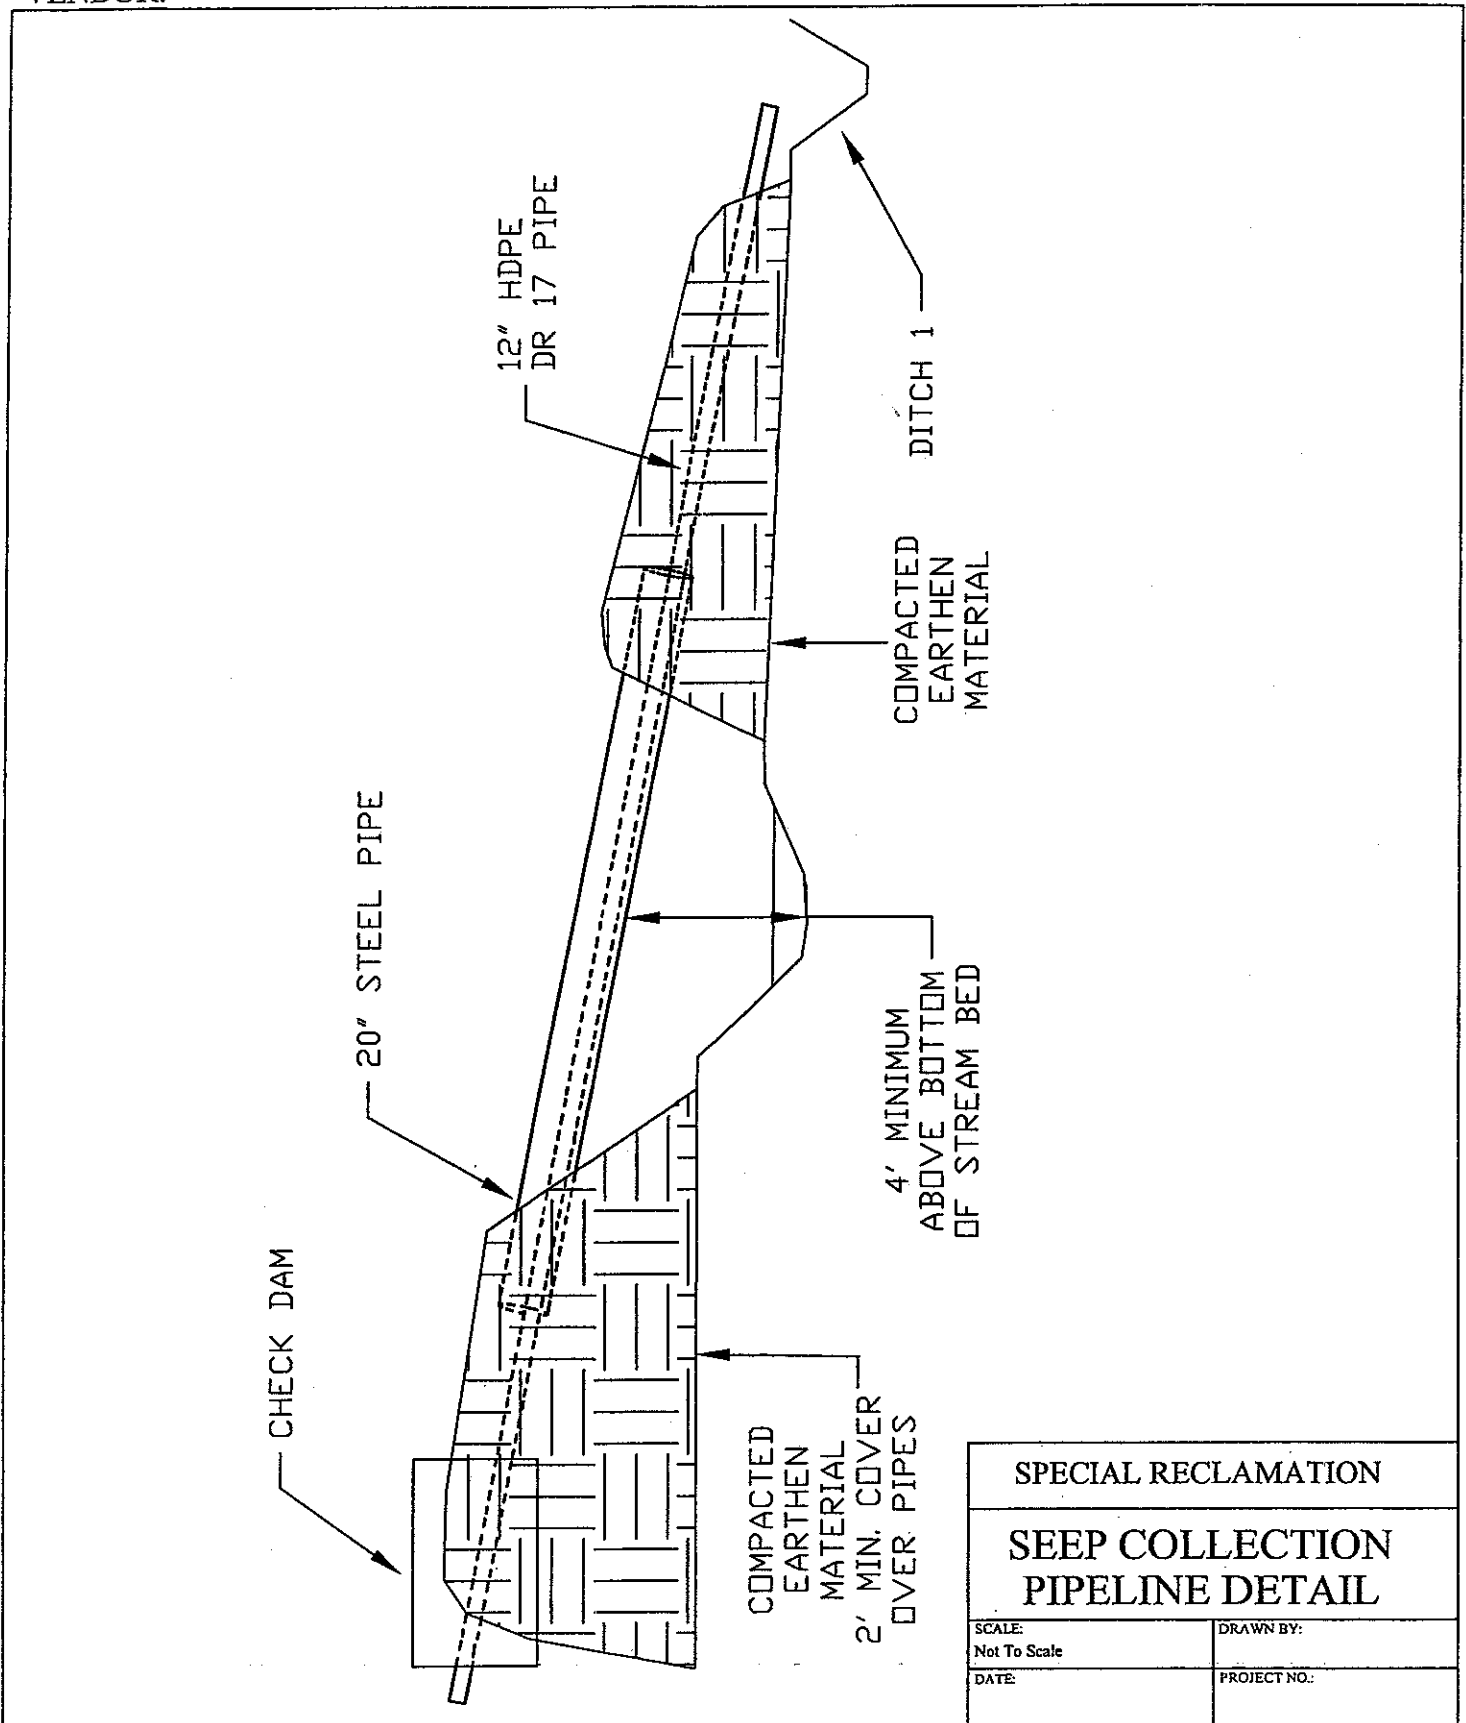 12" HDPE
DR 17 PIPE
DITCH 1
COMPACTED
EARTHEN
MATERIAL
20" STEEL PIPE
4' MINIMUM
ABOVE BOTTOM
OF STREAM BED
CHECK DAM
COMPACTED
EARTHEN
MATERIAL
2' MIN. COVER
OVER PIPES
SPECIAL RECLAMATION
SEEP COLLECTION
PIPELINE DETAIL
SCALE:
Not To Scale
DRAWN BY:
DATE:
PROJECT NO.: